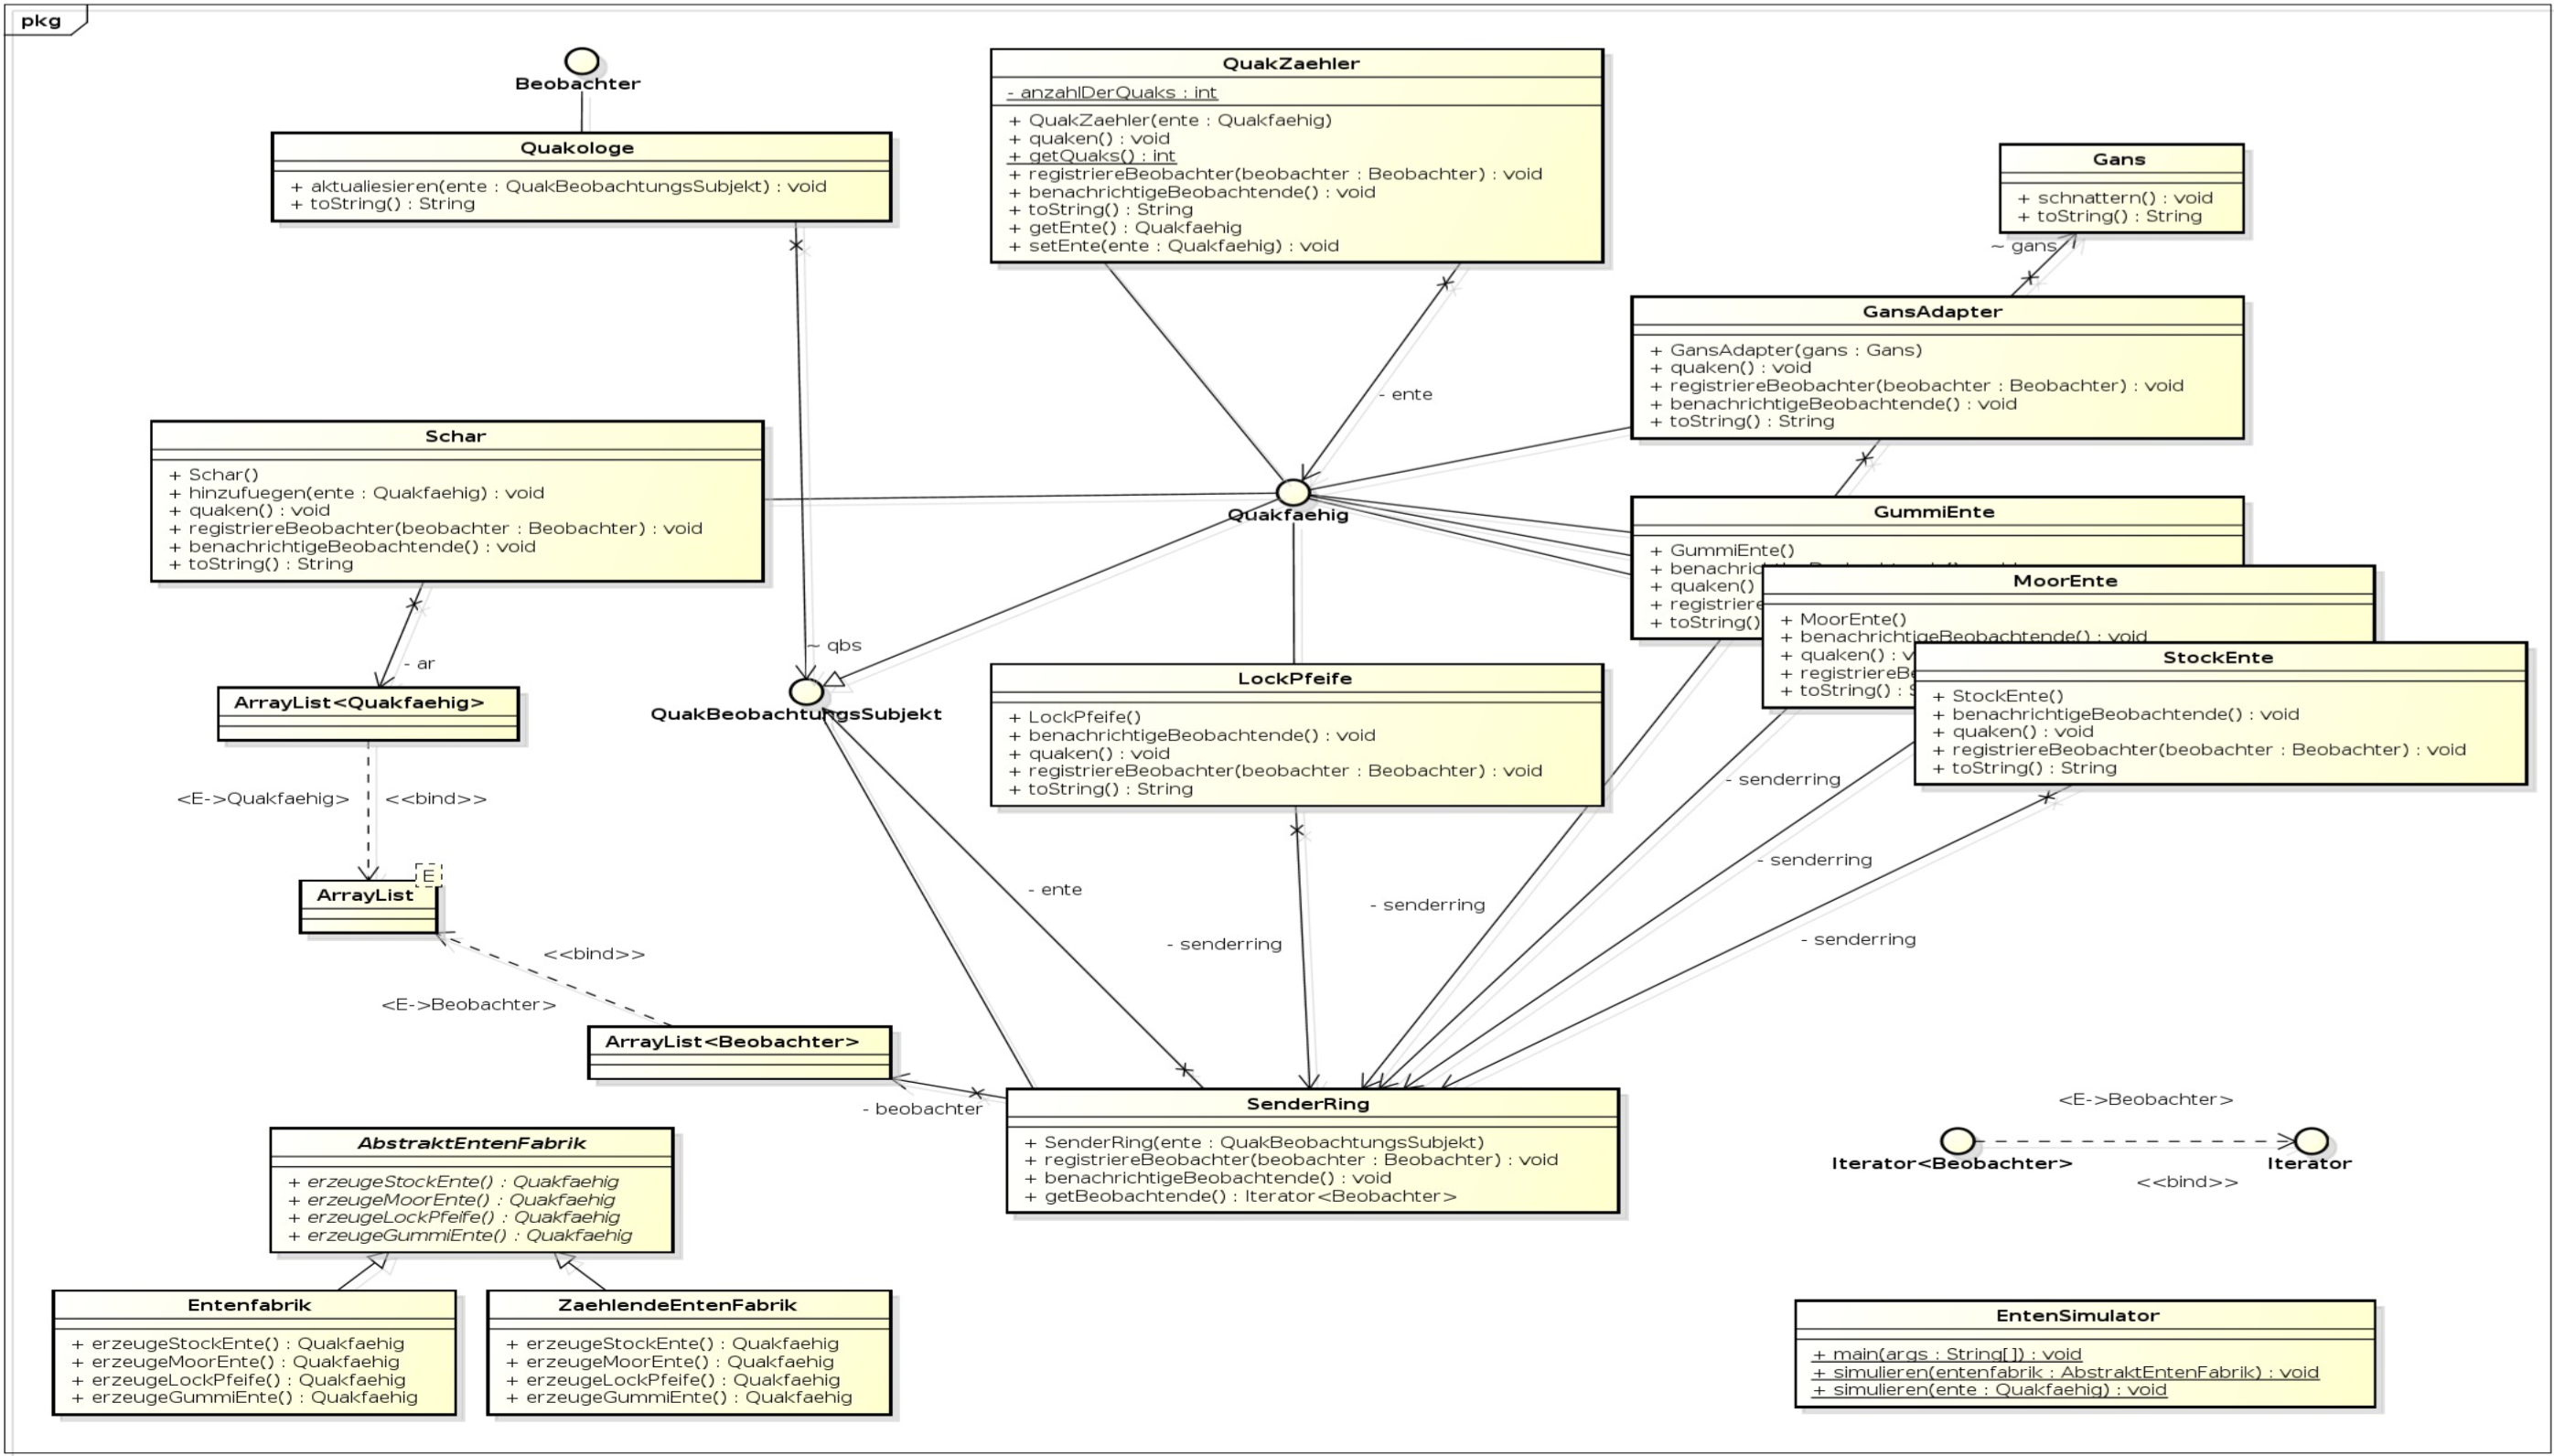 pkg
Beobachter
Quakologe
+ aktualiesieren(ente : QuakBeobachtungsSubjekt) : void
+ toString() : String
QuakZaehler
- anzahlDerQuaks : int
+ QuakZaehler(ente : Quakfaehig)
+ quaken() : void
+ getQuaks() : int
+ registriereBeobachter(beobachter : Beobachter) : void
+ benachrichtigeBeobachtende() : void
+ toString() : String
+ getEnte() : Quakfaehig
+ setEnte(ente : Quakfaehig) : void
Gans
+ schnattern() : void
+ toString() : String
~ gans
GansAdapter
+ GansAdapter(gans : Gans)
+ quaken() : void
+ registriereBeobachter(beobachter : Beobachter) : void
+ benachrichtigeBeobachtende() : void
+ toString() : String
- ente
Schar
+ Schar()
+ hinzufuegen(ente : Quakfaehig) : void
+ quaken() : void
+ registriereBeobachter(beobachter : Beobachter) : void
+ benachrichtigeBeobachtende() : void
+ toString() : String
Quakfaehig
GummiEnte
+ GummiEnte()
+ quaken()
+ toString()
MoorEnte
+ MoorEnte()
+ benachrichtigeBeobachtende() : void
+ quaken() : v
+ toString() :
StockEnte
+ StockEnte()
+ benachrichtigeBeobachtende() : void
+ quaken() : void
+ registriereBeobachter(beobachter : Beobachter) : void
+ toString() : String
~ qbs
- ar
ArrayList<Quakfaehig>
QuakBeobachtungsSubjekt
LockPfeife
+ LockPfeife()
+ benachrichtigeBeobachtende() : void
+ quaken() : void
+ registriereBeobachter(beobachter : Beobachter) : void
+ toString() : String
<E->Quakfaehig>
<<bind>>
- senderring
- senderring
- ente
- senderring
- senderring
- senderring
E
ArrayList
<<bind>>
<E->Beobachter>
ArrayList<Beobachter>
- beobachter
SenderRing
+ SenderRing(ente : QuakBeobachtungsSubjekt)
+ registriereBeobachter(beobachter : Beobachter) : void
+ benachrichtigeBeobachtende() : void
+ getBeobachtende() : Iterator<Beobachter>
<E->Beobachter>
Iterator<Beobachter>
Iterator
<<bind>>
AbstraktEntenFabrik
+ erzeugeStockEnte() : Quakfaehig
+ erzeugeMoorEnte() : Quakfaehig
+ erzeugeLockPfeife() : Quakfaehig
+ erzeugeGummiEnte() : Quakfaehig
Entenfabrik
+ erzeugeStockEnte() : Quakfaehig
+ erzeugeMoorEnte() : Quakfaehig
+ erzeugeLockPfeife() : Quakfaehig
+ erzeugeGummiEnte() : Quakfaehig
ZaehlendeEntenFabrik
+ erzeugeStockEnte() : Quakfaehig
+ erzeugeMoorEnte() : Quakfaehig
+ erzeugeLockPfeife() : Quakfaehig
+ erzeugeGummiEnte() : Quakfaehig
EntenSimulator
+ main(args : String[]) : void
+ simulieren(entenfabrik : AbstraktEntenFabrik) : void
+ simulieren(ente : Quakfaehig) : void